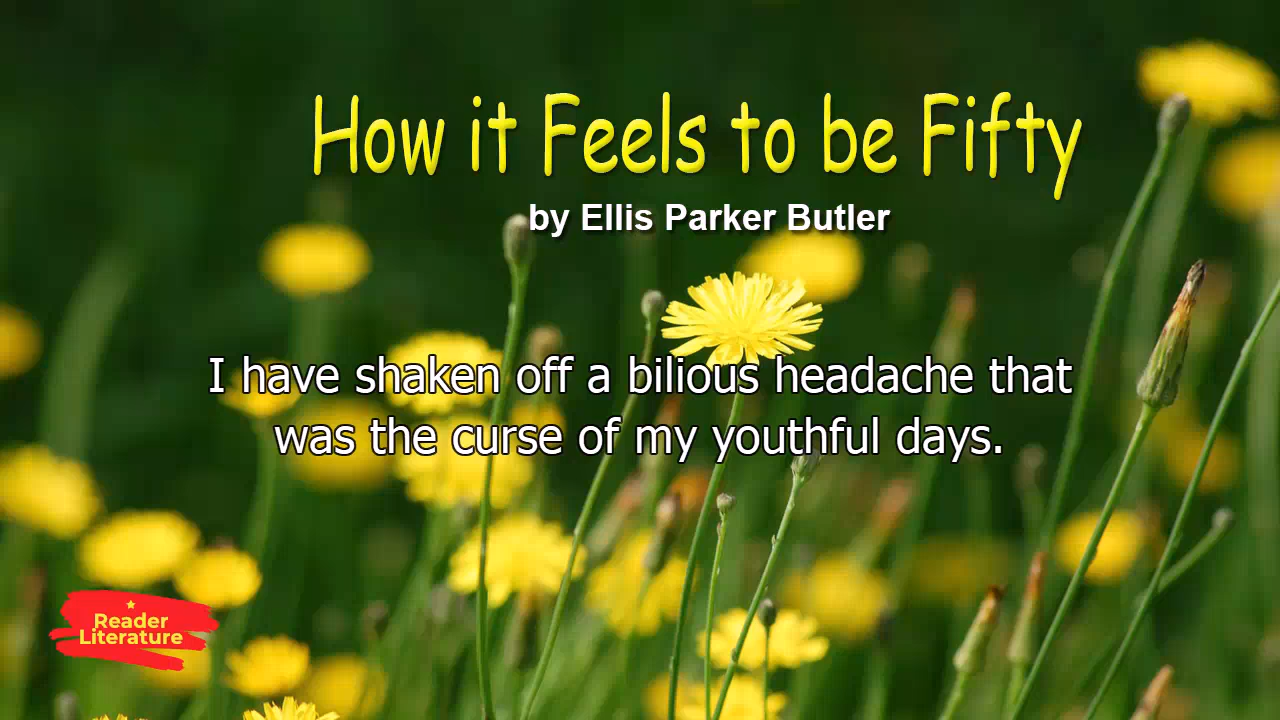 How it Feels to be Fifty
by Ellis Parker Butler
I have shaken off a bilious headache that
was the curse of my youthful days.
Reader
Literature